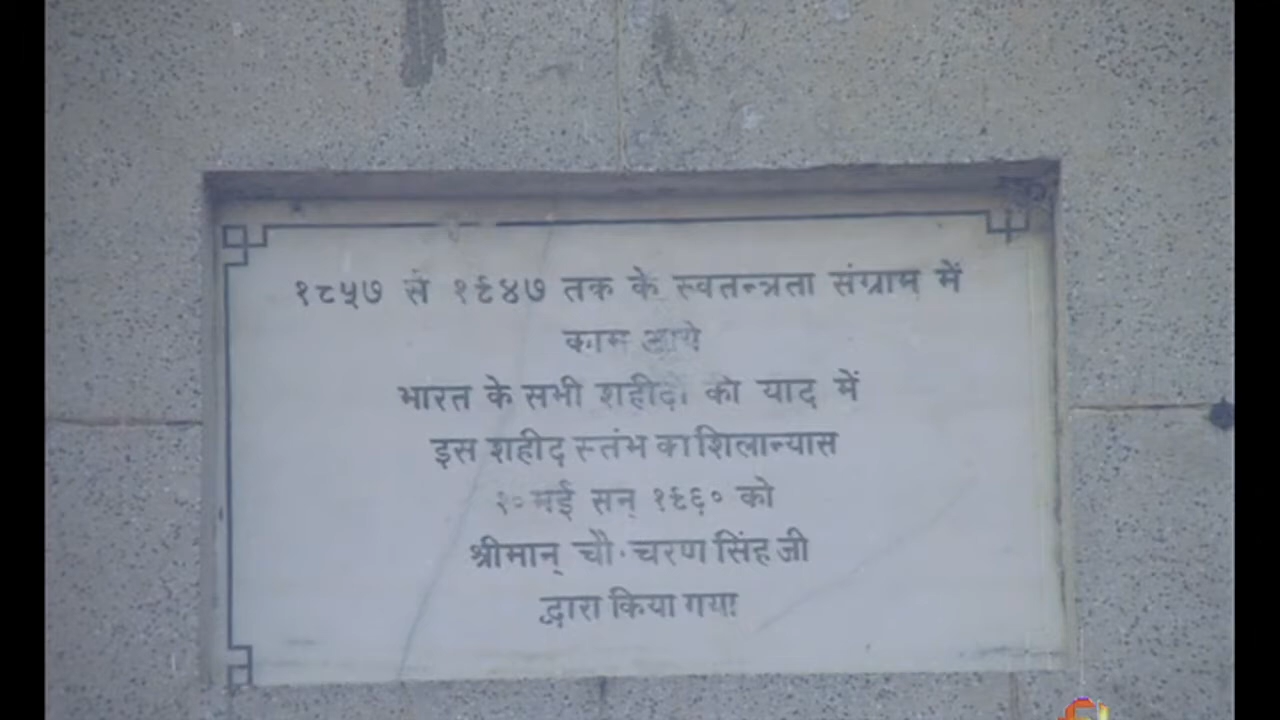 १८५७ से १९४७ तक के स्वतन्त्रता संग्राम में
काम आये
भारत के सभी शहीदों की याद में
इस शहीद स्तंभ का शिलान्यास
१० मई सन् १९६० को
श्रीमान् चौ. चरण सिंह जी
द्वारा किया गया